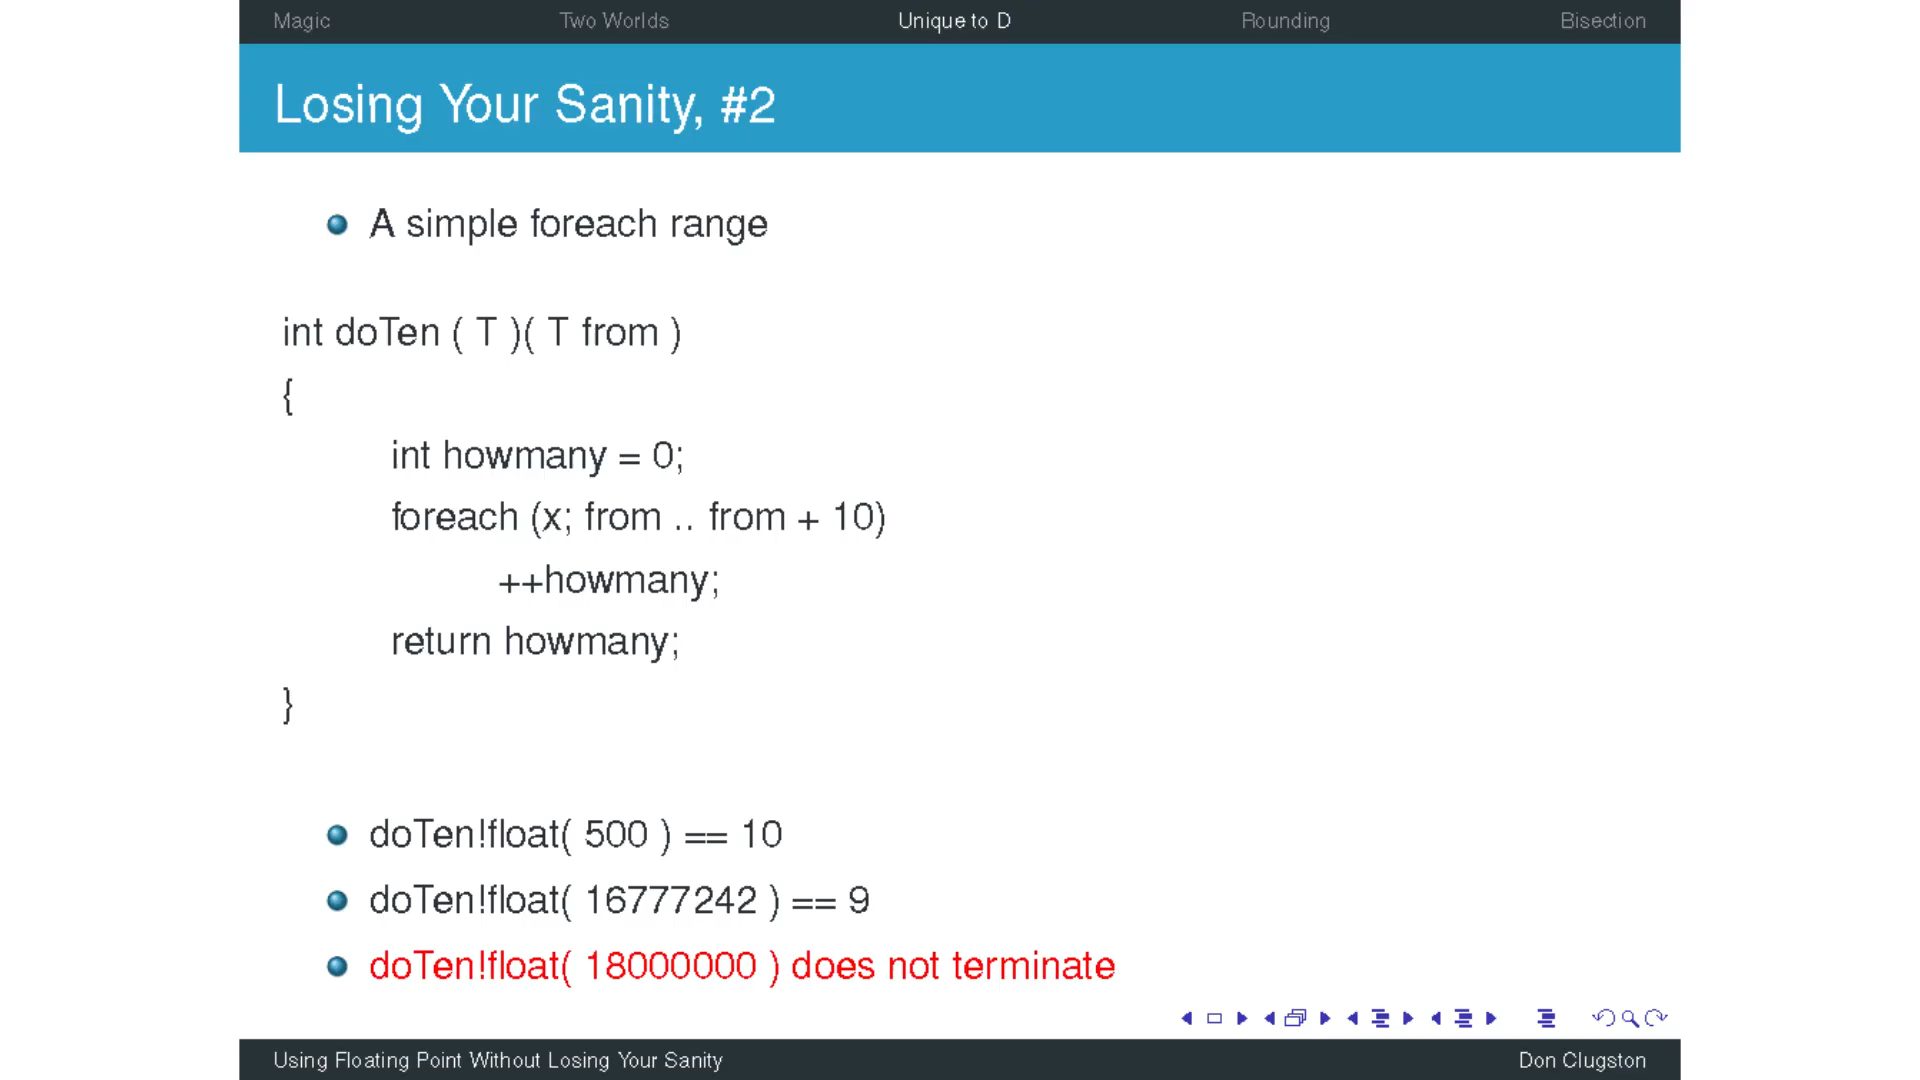 Magic Two Worlds Unique to D Rounding Bisection
Losing Your Sanity, #2
A simple foreach range
int doTen ( T )( T from )
{
int howmany = 0;
foreach (x; from .. from + 10)
++howmany;
return howmany;
}
doTen!float( 500 ) == 10
doTen!float( 16777242 ) == 9
doTen!float( 18000000 ) does not terminate
Using Floating Point Without Losing Your Sanity Don Clugston